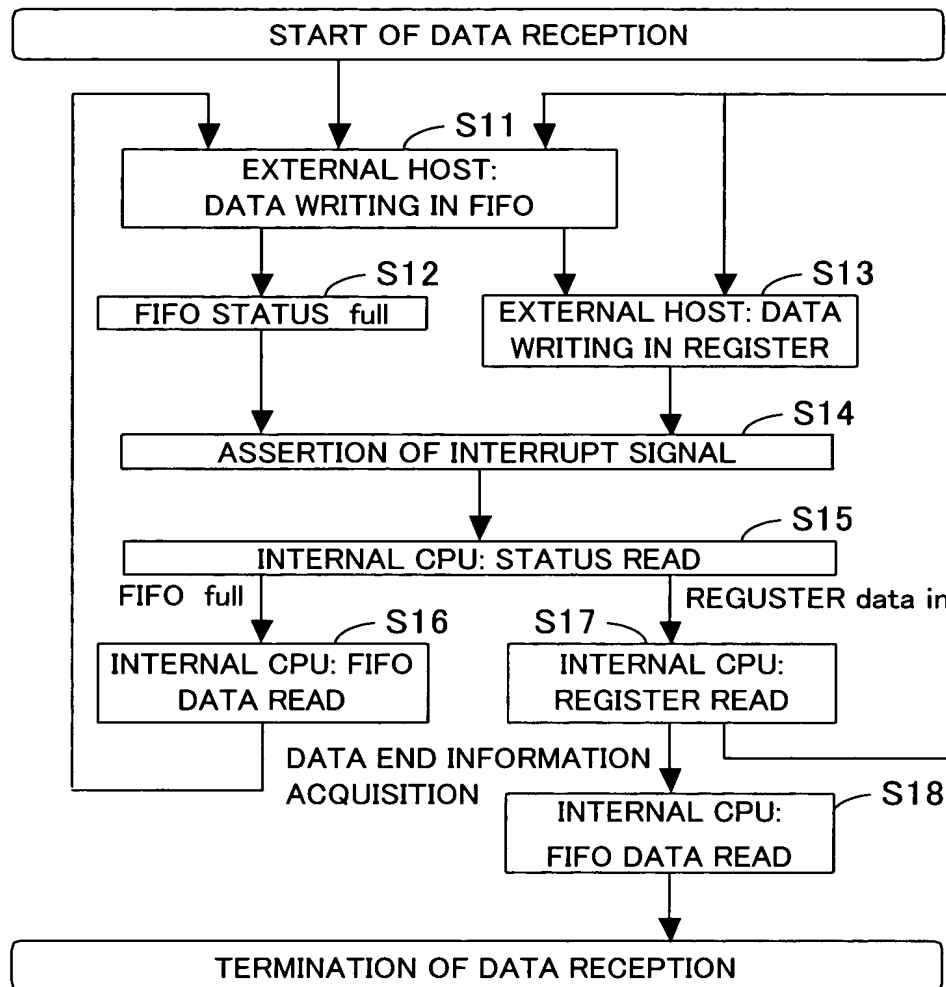 START OF DATA RECEPTION
S11
EXTERNAL HOST:
DATA WRITING IN FIFO
S12
FIFO STATUS full
S13
EXTERNAL HOST: DATA
WRITING IN REGISTER
S14
ASSERTION OF INTERRUPT SIGNAL
S15
INTERNAL CPU: STATUS READ
FIFO full
REGUSTER data in
S16
INTERNAL CPU: FIFO
DATA READ
S17
INTERNAL CPU:
REGISTER READ
DATA END INFORMATION
ACQUISITION
S18
INTERNAL CPU:
FIFO DATA READ
TERMINATION OF DATA RECEPTION